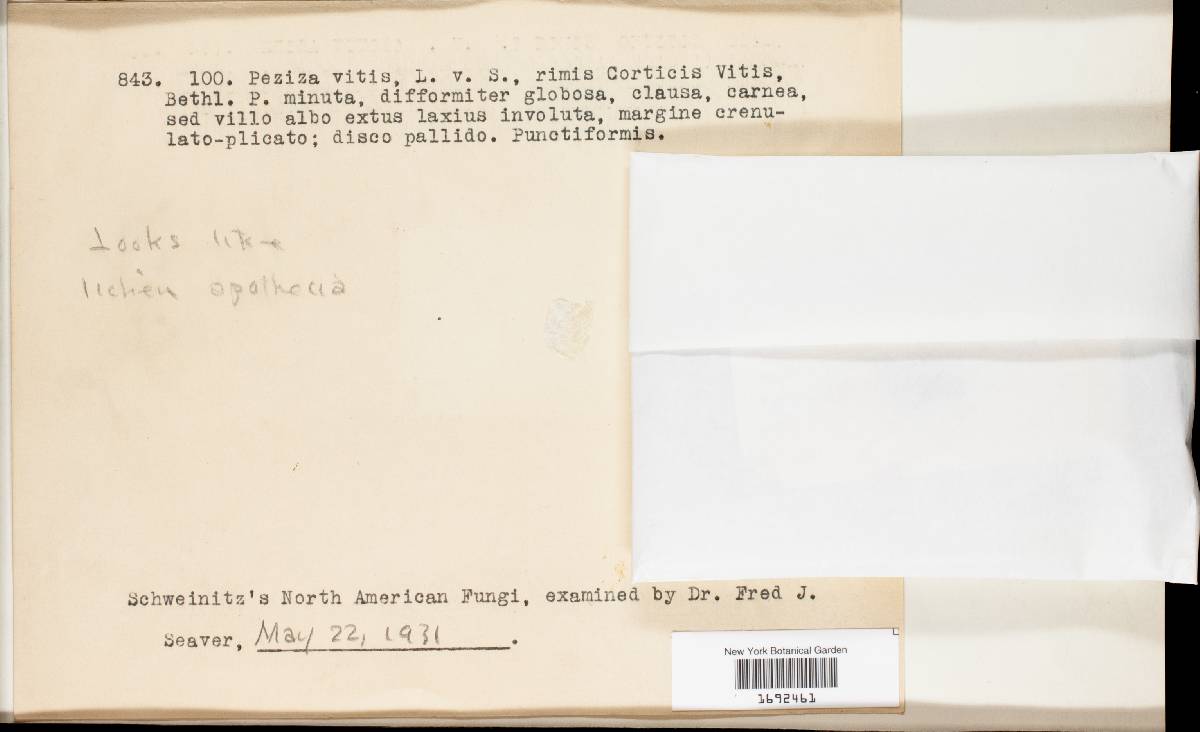 843. 100. Peziza vitis, L. v. S., rimis Corticis Vitis,
Bethl. P. minuta, difformiter globosa, clausa, carnea,
sed villo albo extus laxius involuta, margine crenu-
lato-plicato; disco pallido. Punctiformis.
Looks like
lichen apothecia
Schweinitz's North American Fungi, examined by Dr. Fred J.
Seaver, May 22, 1931.
New York Botanical Garden
1692461